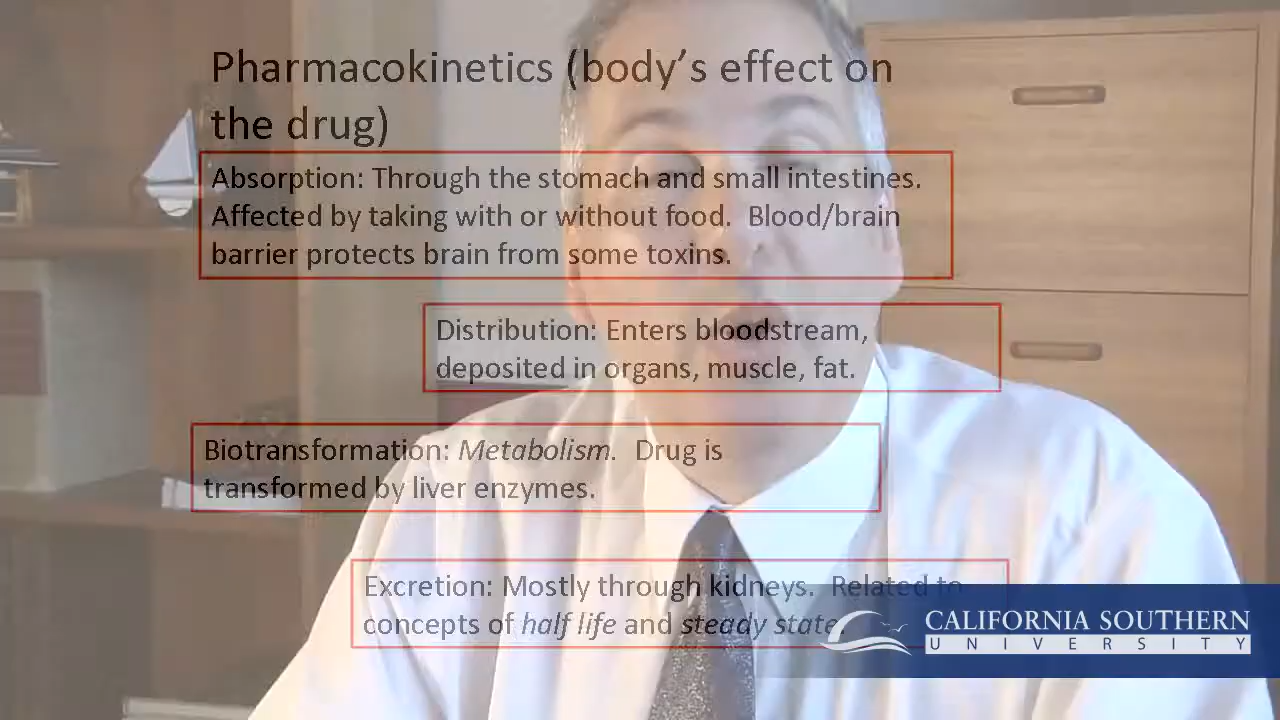 Pharmacokinetics (body’s effect on
the drug)
Absorption: Through the stomach and small intestines.
Affected by taking with or without food.  Blood/brain
barrier protects brain from some toxins.
Distribution: Enters bloodstream,
deposited in organs, muscle, fat.
Biotransformation: Metabolism.  Drug is
transformed by liver enzymes.
Excretion: Mostly through kidneys.  Related to
concepts of half life and steady state.
CALIFORNIA SOUTHERN
UNIVERSITY